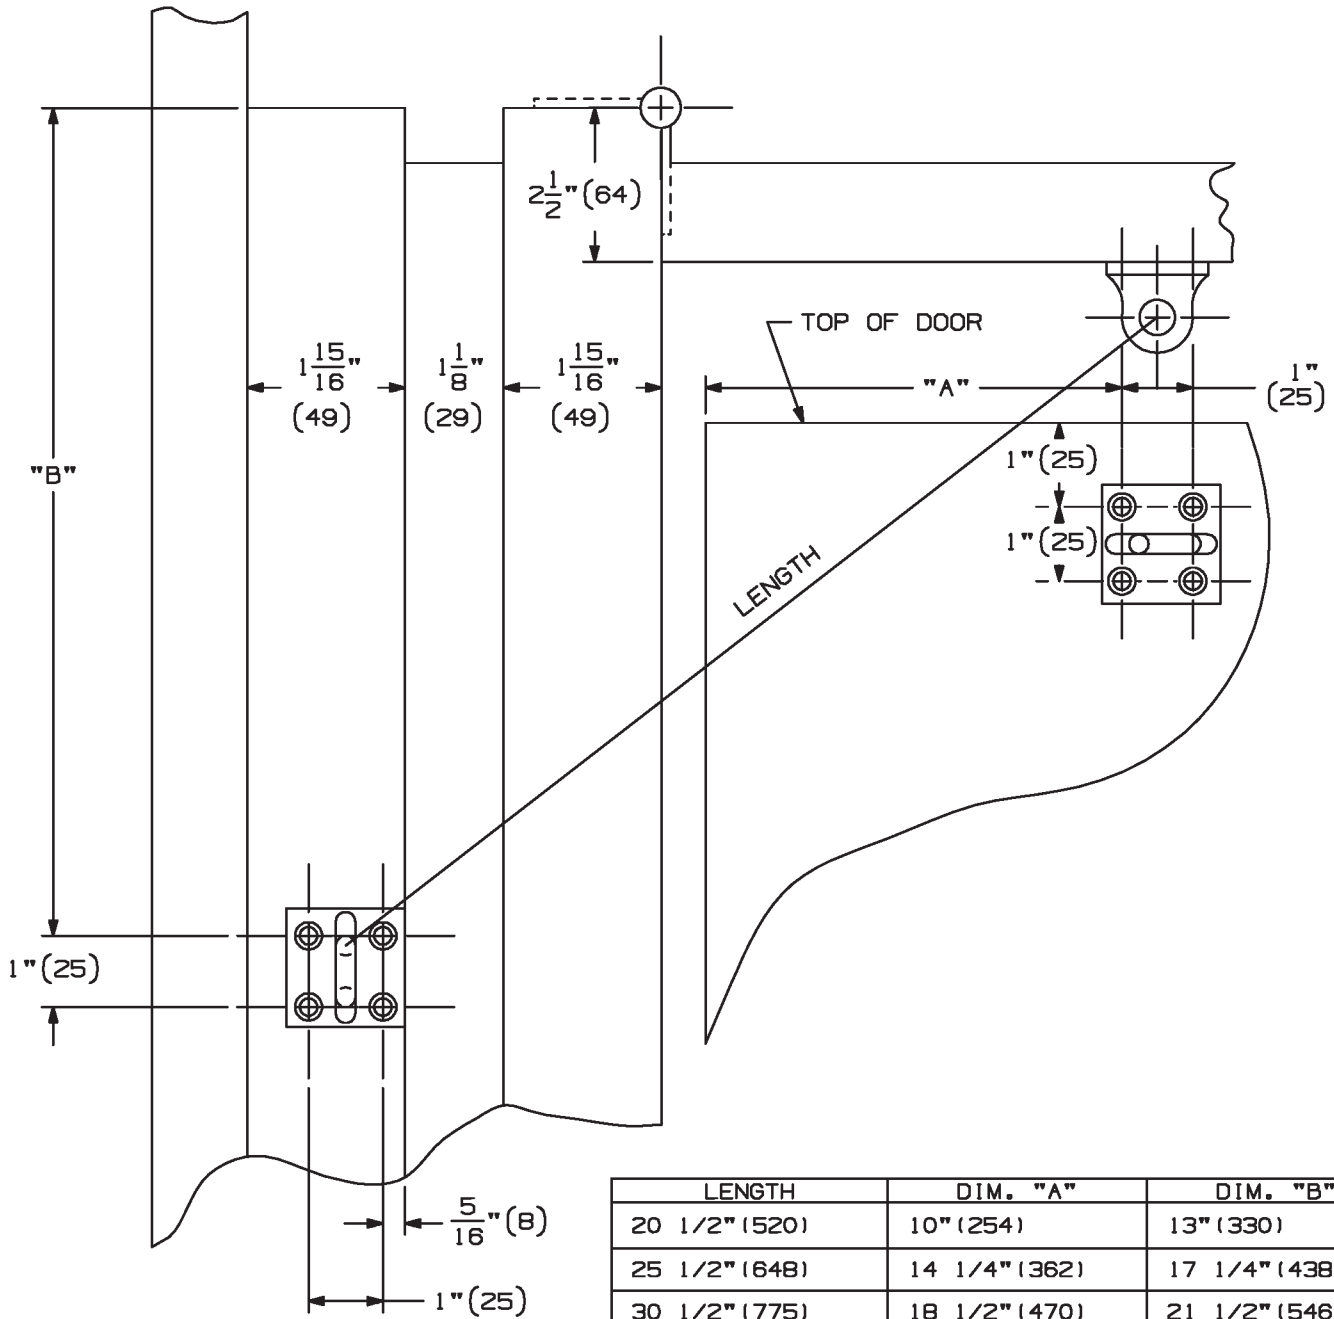 2 1/2" (64)
TOP OF DOOR
1 15/16" (49)
1 1/8" (29)
1 15/16" (49)
"A"
1" (25)
"B"
1" (25)
1" (25)
LENGTH
1" (25)
5/16" (8)
1" (25)
LENGTH DIM. "A" DIM. "B"
20 1/2" (520) 10" (254) 13" (330)
25 1/2" (648) 14 1/4" (362) 17 1/4" (438
30 1/2" (775) 18 1/2" (470) 21 1/2" (546